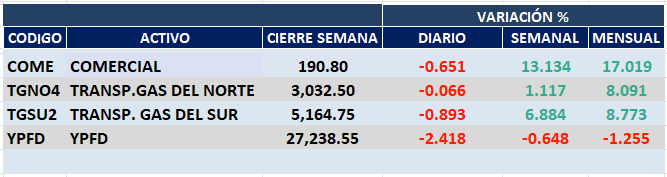 VARIACIÓN %
CODIGO ACTIVO CIERRE SEMANA DIARIO SEMANAL MENSUAL
COME COMERCIAL 190.80 -0.651 13.134 17.019
TGNO4 TRANSP.GAS DEL NORTE 3,032.50 -0.066 1.117 8.091
TGSU2 TRANSP. GAS DEL SUR 5,164.75 -0.893 6.884 8.773
YPFD YPFD 27,238.55 -2.418 -0.648 -1.255